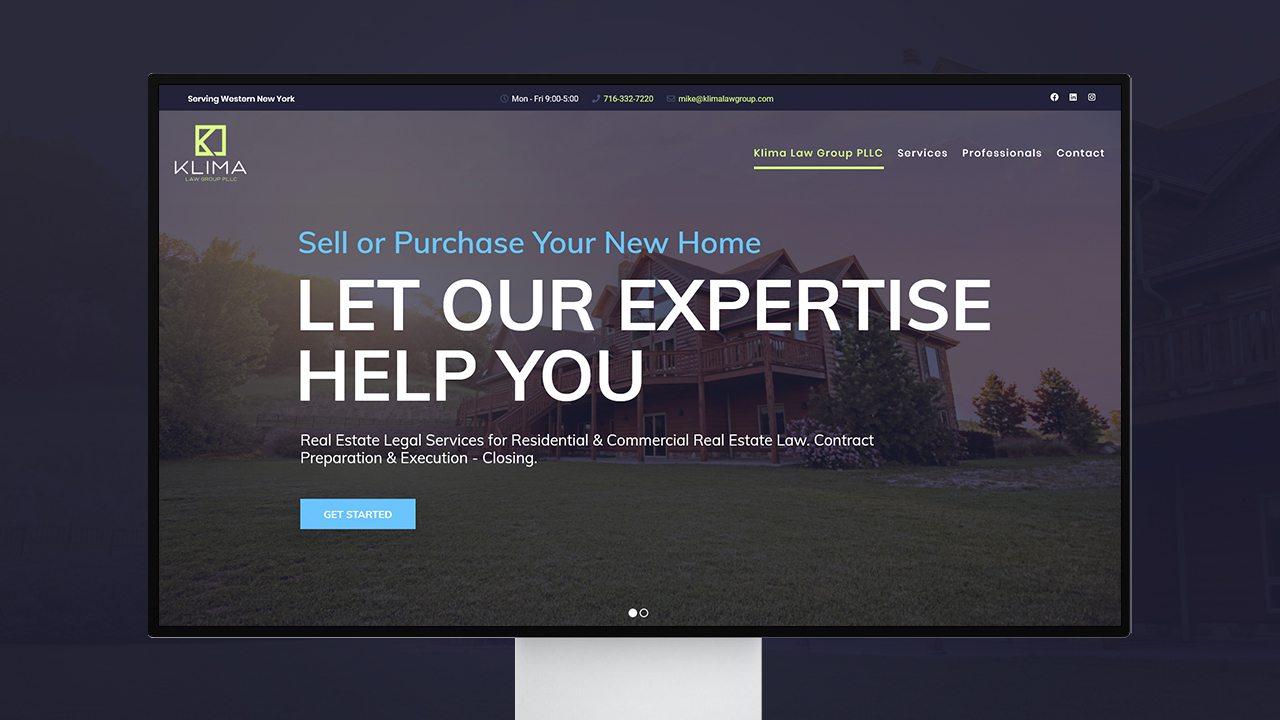 Serving Western New York
Mon - Fri 9:00-5:00
716-332-7220
mike@klimalawgroup.com
KLIMA
LAW GROUP PLLC
Klima Law Group PLLC
Services
Professionals
Contact
Sell or Purchase Your New Home
LET OUR EXPERTISE
HELP YOU
Real Estate Legal Services for Residential & Commercial Real Estate Law. Contract
Preparation & Execution - Closing.
GET STARTED